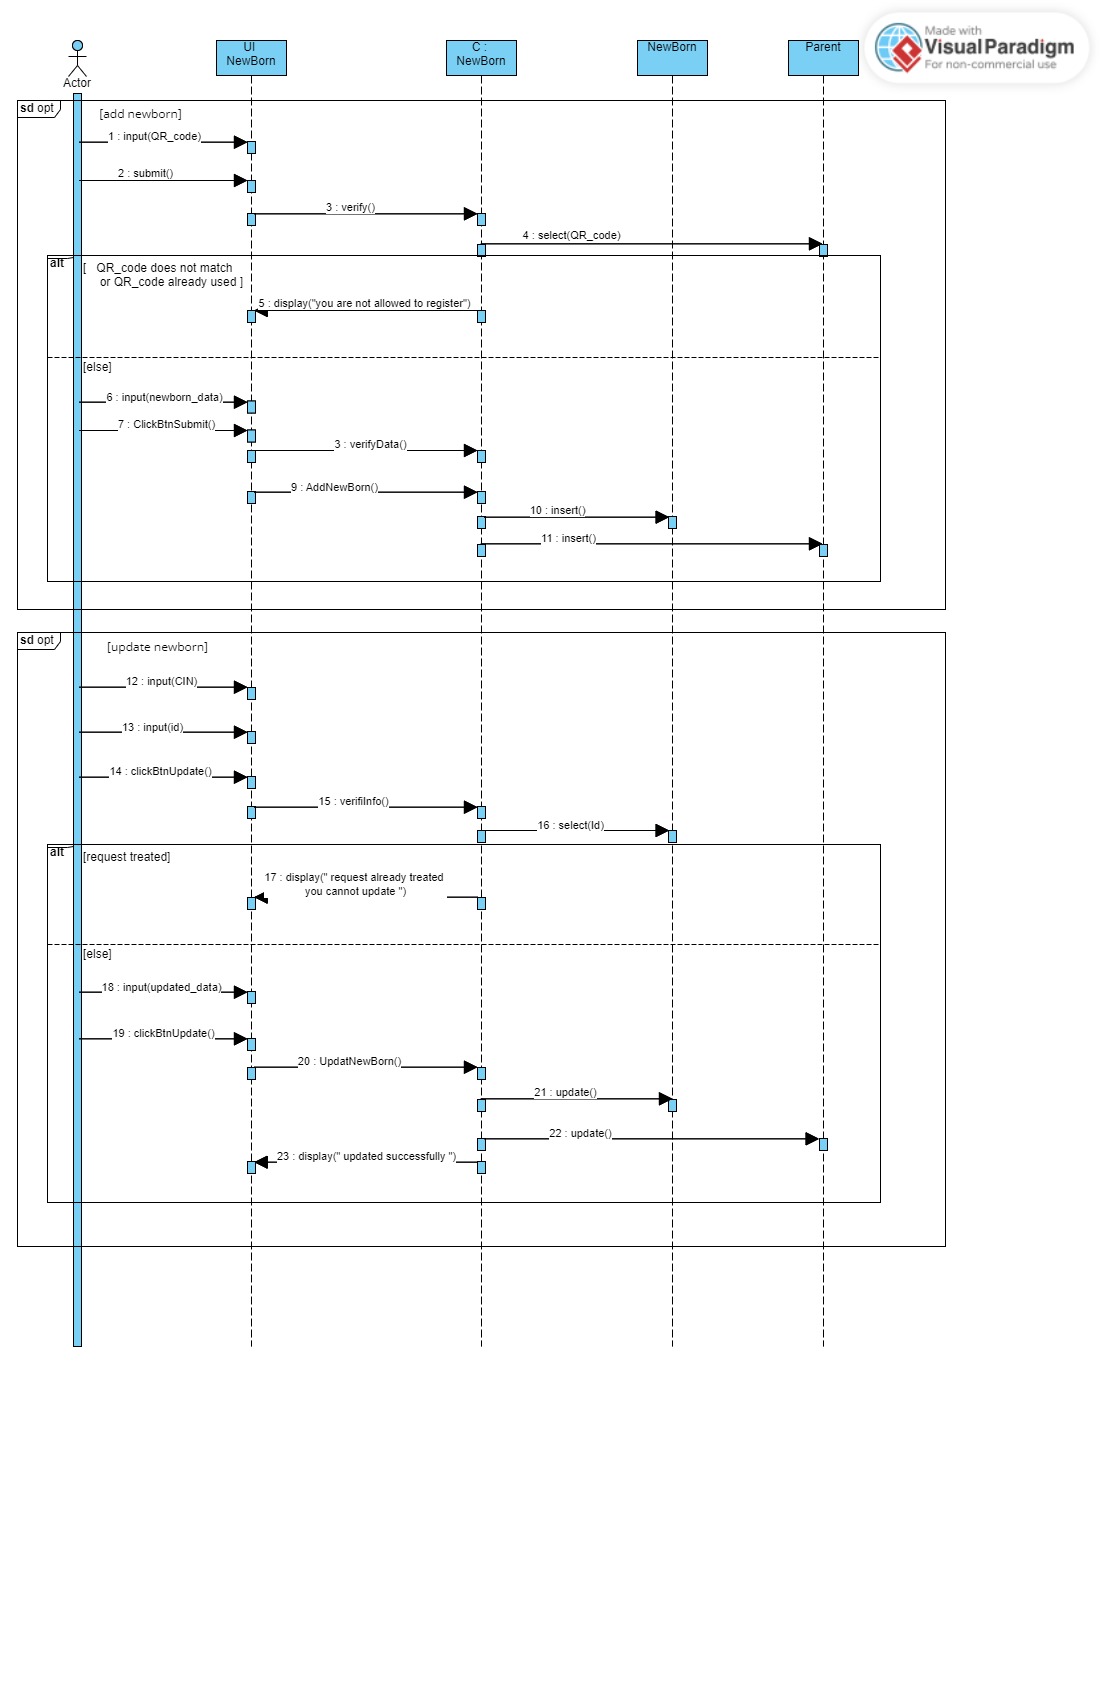 Made with
Visual Paradigm
For non-commercial use
Actor
UI
NewBorn
C :
NewBorn
NewBorn
Parent
sd opt
[add newborn]
1 : input(QR_code)
2 : submit()
3 : verify()
4 : select(QR_code)
alt
[ QR_code does not match
or QR_code already used ]
5 : display("you are not allowed to register")
[else]
6 : input(newborn_data)
7 : ClickBtnSubmit()
3 : verifyData()
9 : AddNewBorn()
10 : insert()
11 : insert()
sd opt
[update newborn]
12 : input(CIN)
13 : input(id)
14 : clickBtnUpdate()
15 : verifiInfo()
16 : select(Id)
alt
[request treated]
17 : display(" request already treated
you cannot update ")
[else]
18 : input(updated_data)
19 : clickBtnUpdate()
20 : UpdatNewBorn()
21 : update()
22 : update()
23 : display(" updated successfully ")